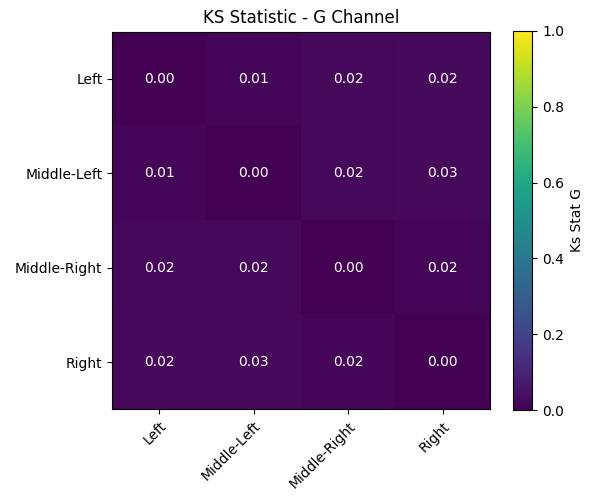 KS Statistic - G Channel
Left 0.00 0.01 0.02 0.02
Middle-Left 0.01 0.00 0.02 0.03
Middle-Right 0.02 0.02 0.00 0.02
Right 0.02 0.03 0.02 0.00
Left Middle-Left Middle-Right Right
1.0
0.8
0.6
0.4
0.2
0.0
Ks Stat G